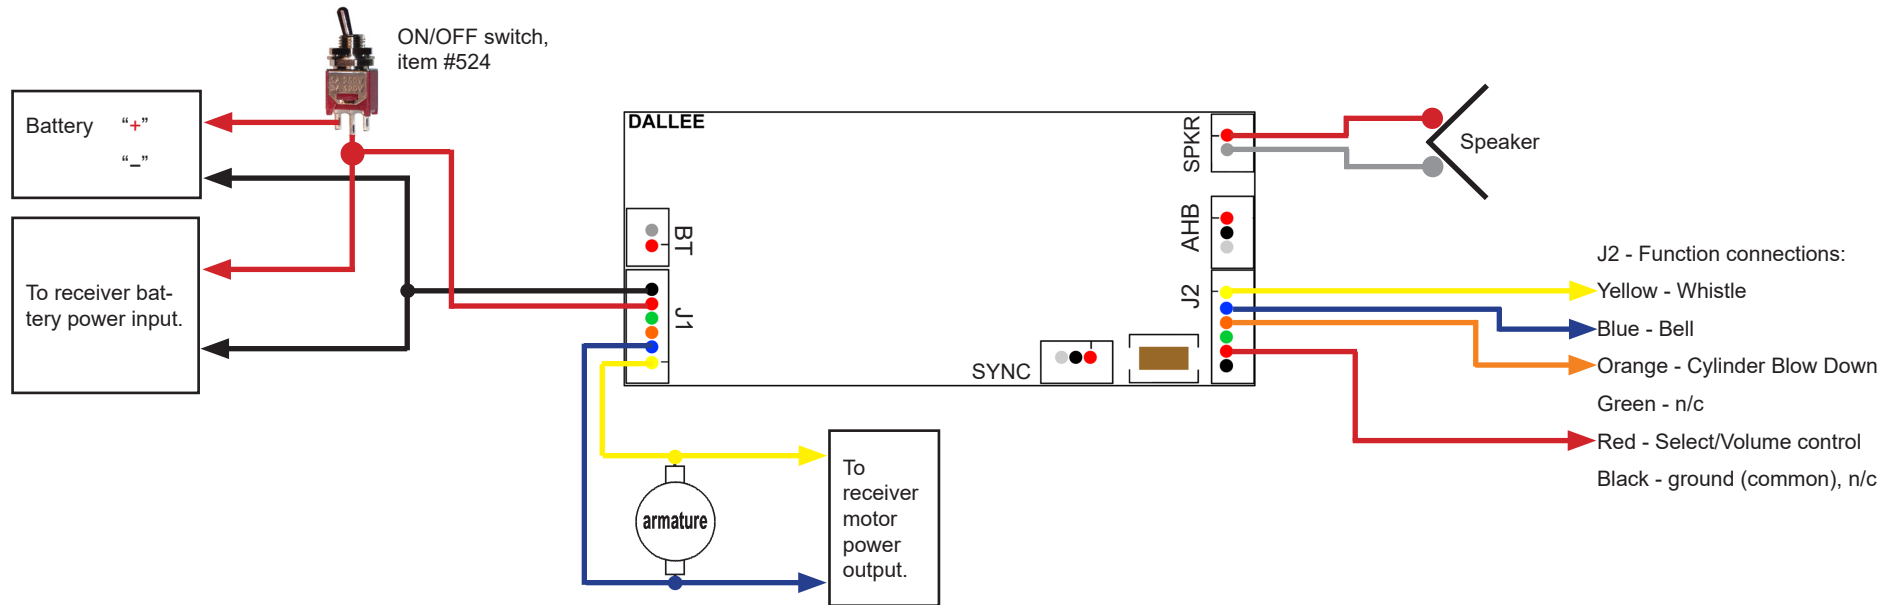 ON/OFF switch,
item #524
Battery “+”
“–”
To receiver bat-
tery power input.
DALLEE
BT
J1
SPKR
AHB
J2
SYNC
Speaker
J2 - Function connections:
Yellow - Whistle
Blue - Bell
Orange - Cylinder Blow Down
Green - n/c
Red - Select/Volume control
Black - ground (common), n/c
armature
To
receiver
motor
power
output.